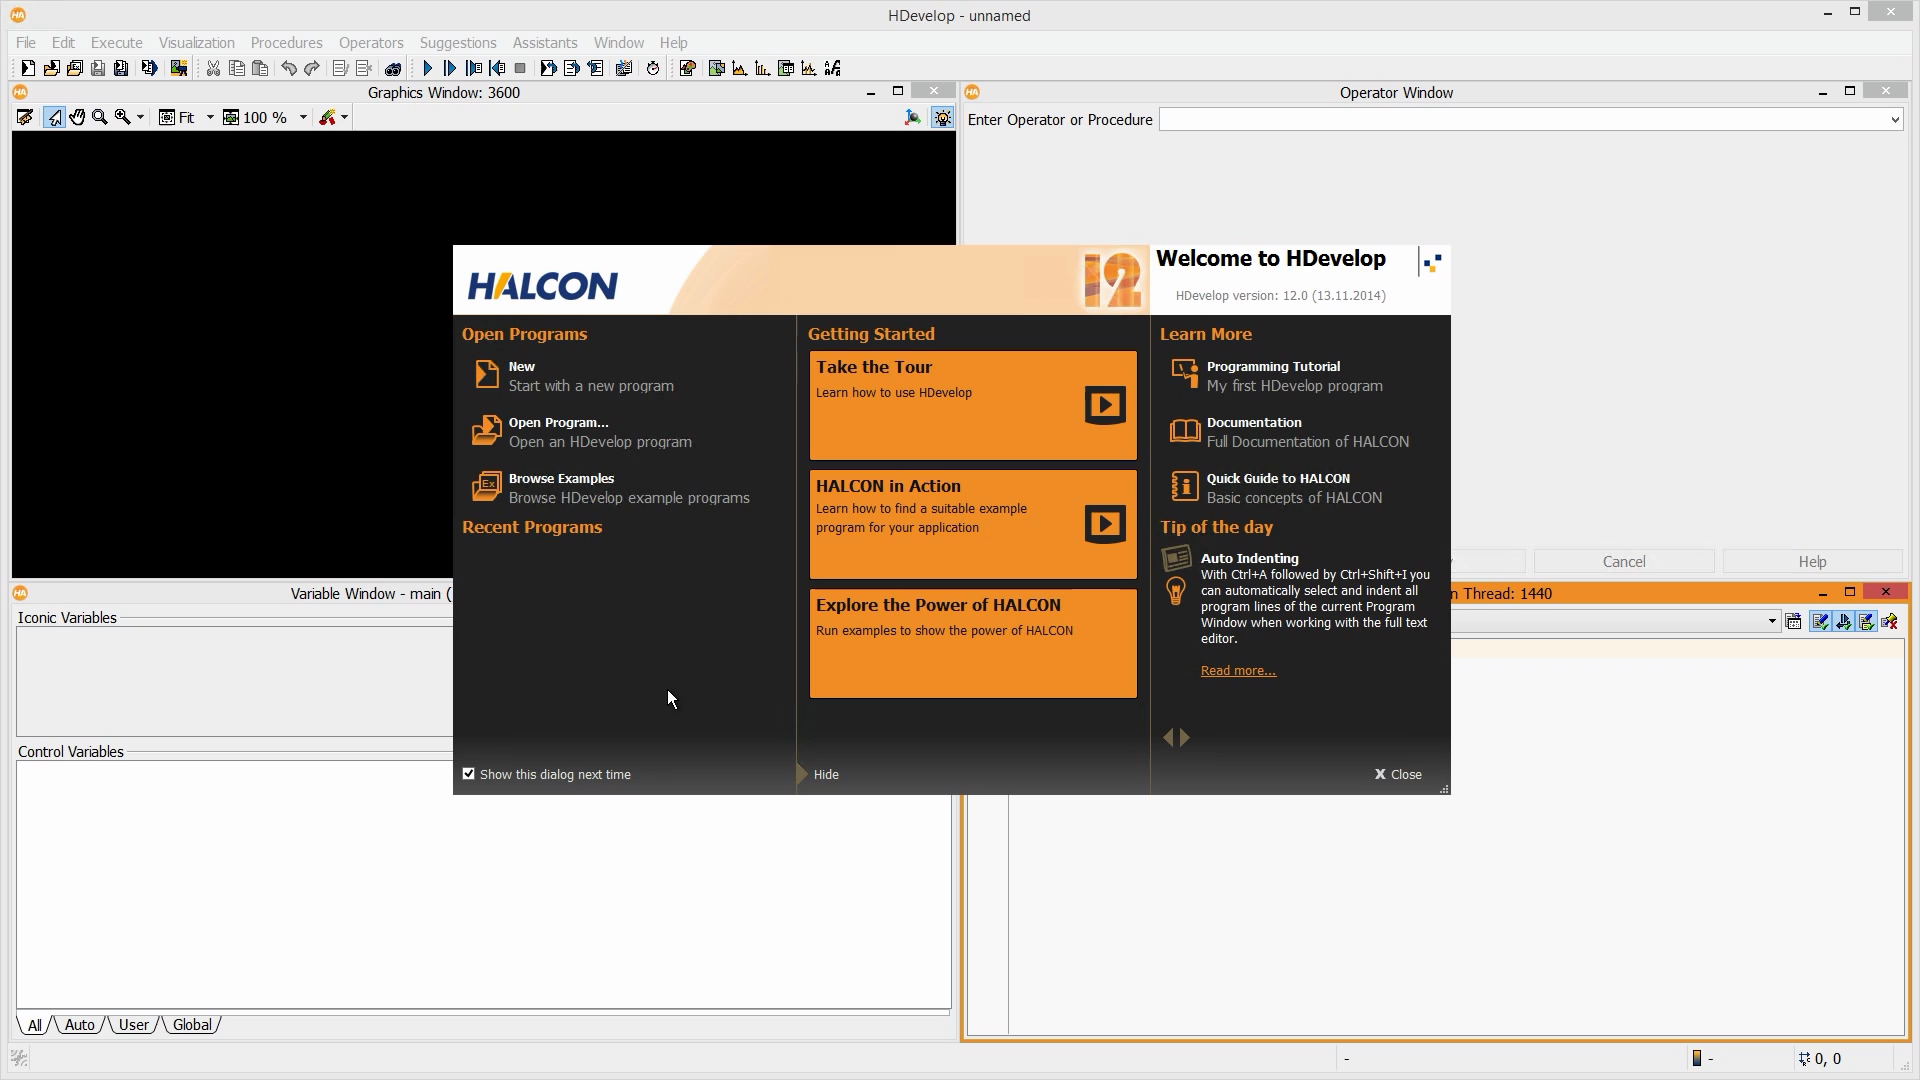 HDevelop - unnamed
File Edit Execute Visualization Procedures Operators Suggestions Assistants Window Help
Graphics Window: 3600
Fit 100 %
Operator Window
Enter Operator or Procedure
HALCON
12
Welcome to HDevelop
HDevelop version: 12.0 (13.11.2014)
Open Programs
New
Start with a new program
Open Program...
Open an HDevelop program
Ex
Browse Examples
Browse HDevelop example programs
Recent Programs
Show this dialog next time
Getting Started
Take the Tour
Learn how to use HDevelop
HALCON in Action
Learn how to find a suitable example
program for your application
Explore the Power of HALCON
Run examples to show the power of HALCON
Hide
Learn More
Programming Tutorial
My first HDevelop program
Documentation
Full Documentation of HALCON
Quick Guide to HALCON
Basic concepts of HALCON
Tip of the day
Auto Indenting
With Ctrl+A followed by Ctrl+Shift+I you
can automatically select and indent all
program lines of the current Program
Window when working with the full text
editor.
Read more...
X Close
Cancel Help
Variable Window - main (
Iconic Variables
Control Variables
All Auto User Global
Thread: 1440
-
-
0, 0